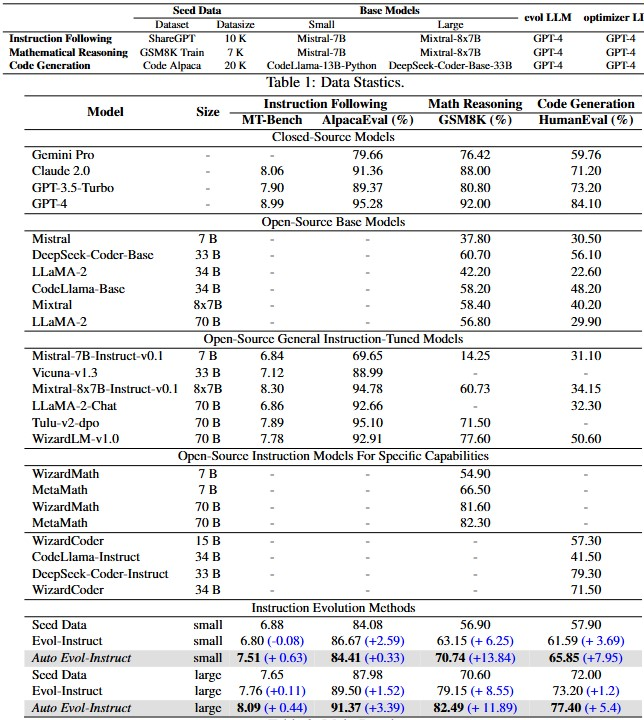 Seed Data Base Models evol LLM optimizer
Dataset Datasize Small Large
Instruction Following ShareGPT 10 K Mistral-7B Mixtral-8x7B GPT-4 GPT-4
Mathematical Reasoning GSM8K Train 7 K Mistral-7B Mixtral-8x7B GPT-4 GPT-4
Code Generation Code Alpaca 20 K CodeLlama-13B-Python DeepSeek-Coder-Base-33B GPT-4 GPT-4
Table 1: Data Stastics.
Model Size Instruction Following Math Reasoning Code Generation
MT-Bench AlpacaEval (%) GSM8K (%) HumanEval (%)
Closed-Source Models
Gemini Pro - - 79.66 76.42 59.76
Claude 2.0 - 8.06 91.36 88.00 71.20
GPT-3.5-Turbo - 7.90 89.37 80.80 73.20
GPT-4 - 8.99 95.28 92.00 84.10
Open-Source Base Models
Mistral 7 B - - 37.80 30.50
DeepSeek-Coder-Base 33 B - - 60.70 56.10
LLaMA-2 34 B - - 42.20 22.60
CodeLlama-Base 34 B - - 58.20 48.20
Mixtral 8x7B - - 58.40 40.20
LLaMA-2 70 B - - 56.80 29.90
Open-Source General Instruction-Tuned Models
Mistral-7B-Instruct-v0.1 7 B 6.84 69.65 14.25 31.10
Vicuna-v1.3 33 B 7.12 88.99 - -
Mixtral-8x7B-Instruct-v0.1 8x7B 8.30 94.78 60.73 34.15
LLaMA-2-Chat 70 B 6.86 92.66 - 32.30
Tulu-v2-dpo 70 B 7.89 95.10 71.50 -
WizardLM-v1.0 70 B 7.78 92.91 77.60 50.60
Open-Source Instruction Models For Specific Capabilities
WizardMath 7 B - - 54.90 -
MetaMath 7 B - - 66.50 -
WizardMath 70 B - - 81.60 -
MetaMath 70 B - - 82.30 -
WizardCoder 15 B - - - 57.30
CodeLlama-Instruct 34 B - - - 41.50
DeepSeek-Coder-Instruct 33 B - - - 79.30
WizardCoder 34 B - - - 71.50
Instruction Evolution Methods
Seed Data small 6.88 84.08 56.90 57.90
Evol-Instruct small 6.80 (-0.08) 86.67 (+2.59) 63.15 (+ 6.25) 61.59 (+ 3.69)
Auto Evol-Instruct small 7.51 (+ 0.63) 84.41 (+0.33) 70.74 (+13.84) 65.85 (+7.95)
Seed Data large 7.65 87.98 70.60 72.00
Evol-Instruct large 7.76 (+0.11) 89.50 (+1.52) 79.15 (+ 8.55) 73.20 (+1.2)
Auto Evol-Instruct large 8.09 (+ 0.44) 91.37 (+3.39) 82.49 (+ 11.89) 77.40 (+ 5.4)